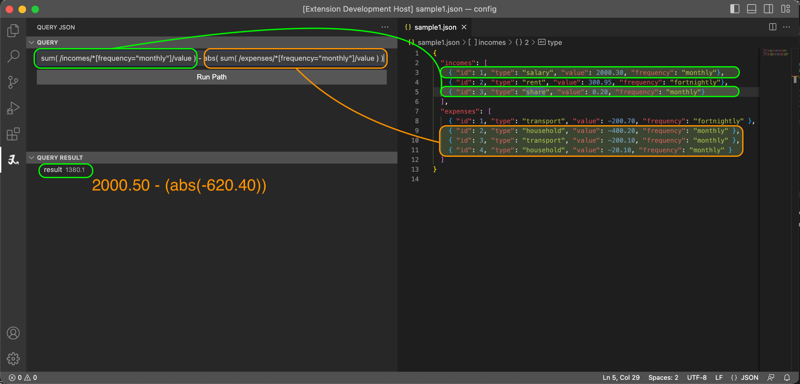 [Extension Development Host] sample1.json — config
QUERY JSON
QUERY
sum( /incomes/*[frequency="monthly"]/value ) - abs( sum( /expenses/*[frequency="monthly"]/value ) )
Run Path
QUERY RESULT
result 1380.1
2000.50 - (abs(-620.40))
sample1.json
sample1.json > [ ] incomes > { } 2 > type
1 {
2 "incomes": [
3 { "id": 1, "type": "salary", "value": 2000.30, "frequency": "monthly"},
4 { "id": 2, "type": "rent", "value": 300.95, "frequency": "fortnightly"},
5 { "id": 3, "type": "share", "value": 0.20, "frequency": "monthly"}
6 ],
7 "expenses": [
8 { "id": 1, "type": "transport", "value": -200.70, "frequency": "fortnightly" },
9 { "id": 2, "type": "household", "value": -400.20, "frequency": "monthly" },
10 { "id": 3, "type": "transport", "value": -200.10, "frequency": "monthly" },
11 { "id": 4, "type": "household", "value": -20.10, "frequency": "monthly" }
12 ]
13 }
14
0 0
Ln 5, Col 29 Spaces: 2 UTF-8 LF { } JSON